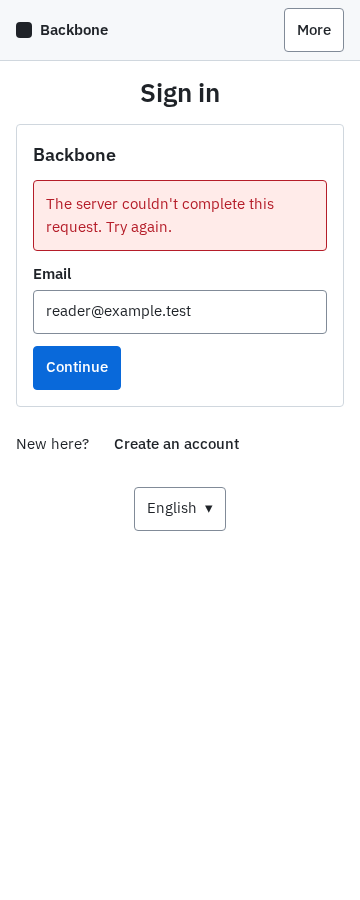 Backbone
More
Sign in
Backbone
The server couldn't complete this
request. Try again.
Email
reader@example.test
Continue
New here? Create an account
English ▾